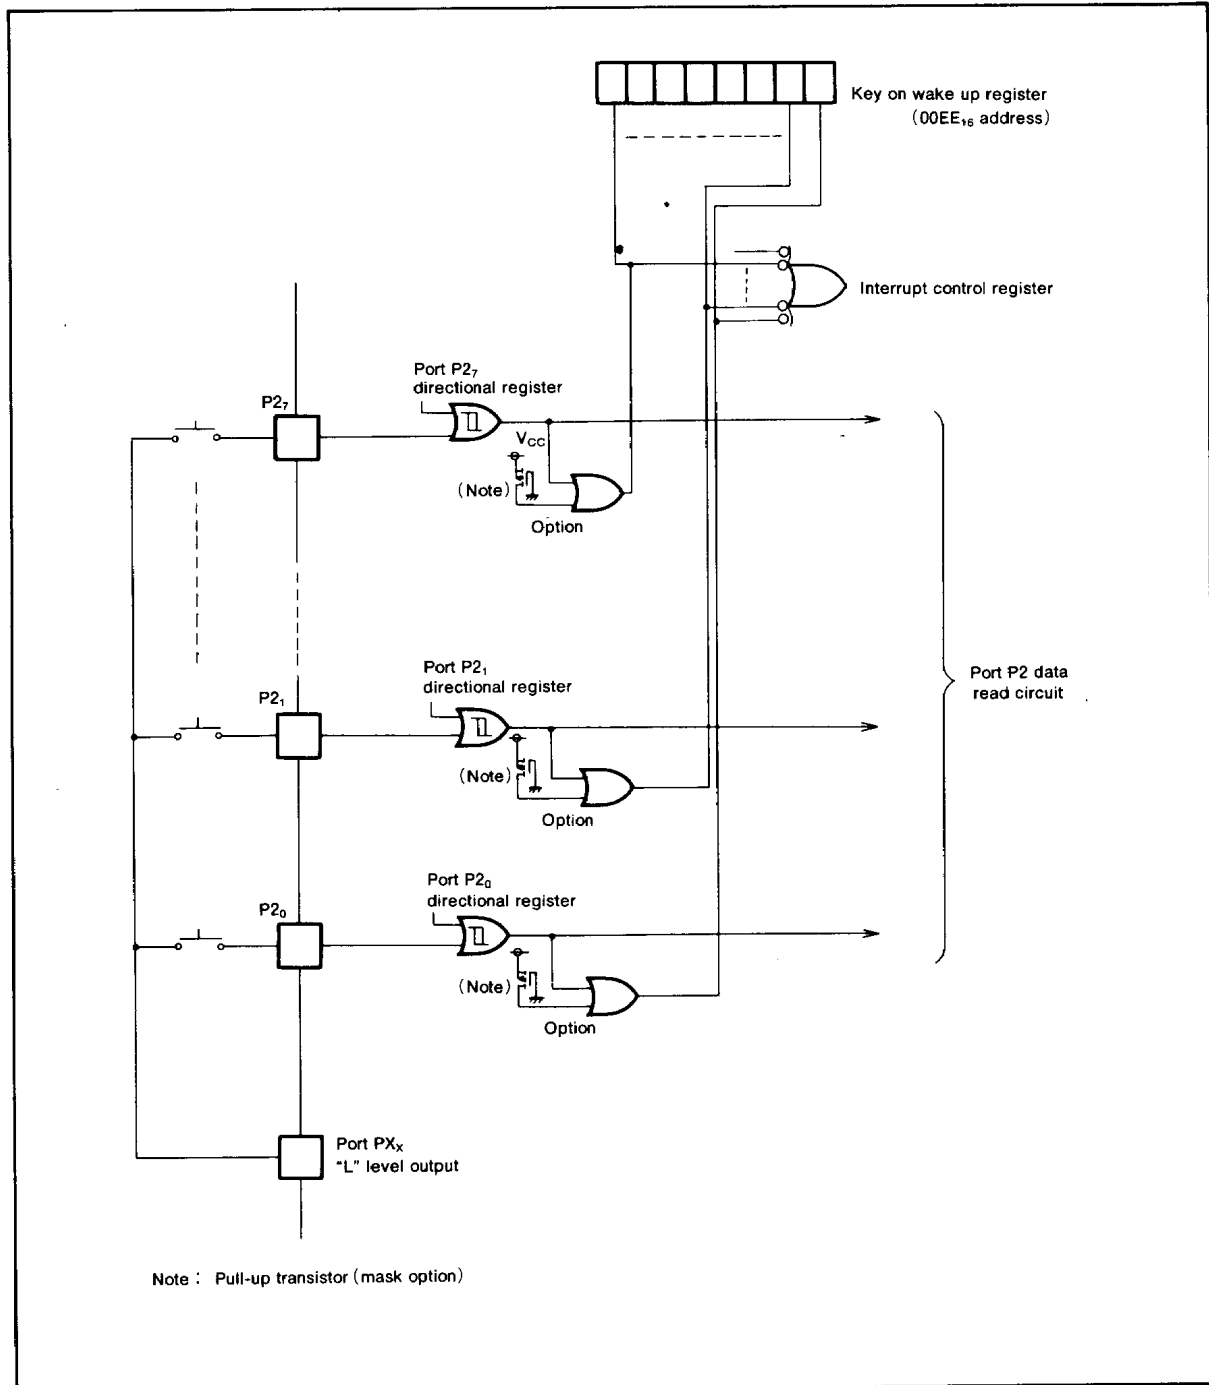 Key on wake up register
(00EE₁₆ address)
Interrupt control register
Port P2₇
directional register
P2₇
V_CC
(Note)
Option
Port P2₁
directional register
P2₁
(Note)
Option
Port P2 data
read circuit
Port P2₀
directional register
P2₀
(Note)
Option
Port PX_X
"L" level output
Note : Pull-up transistor (mask option)